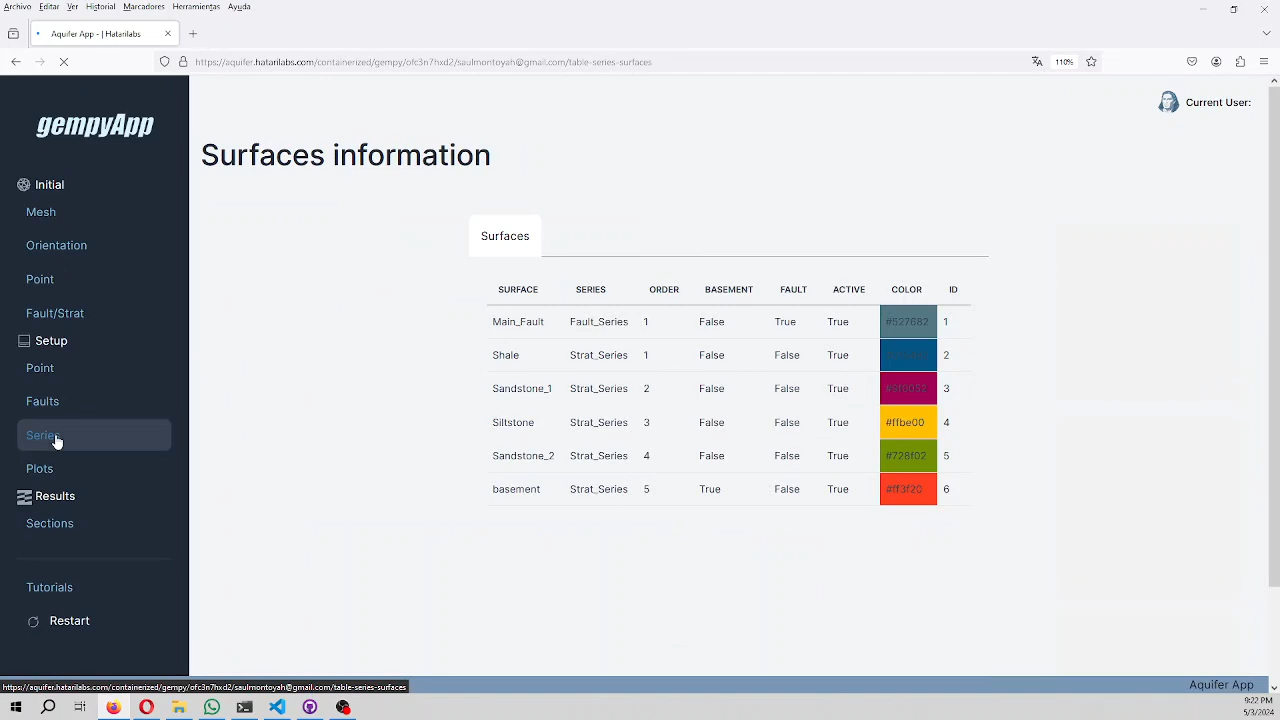 Archivo Editar Ver Historial Marcadores Herramientas Ayuda
Aquifer App - | Hatarilabs
https://aquifer.hatarilabs.com/containerized/gempy/ofc3n7hxd2/saulmontoyah@gmail.com/table-series-surfaces
110%
gempyApp
Current User:
Surfaces information
Initial
Mesh
Orientation
Point
Fault/Strat
Setup
Point
Faults
Series
Plots
Results
Sections
Tutorials
Restart
Surfaces
SURFACE SERIES ORDER BASEMENT FAULT ACTIVE COLOR ID
Main_Fault Fault_Series 1 False True True #527682 1
Shale Strat_Series 1 False False True 2
Sandstone_1 Strat_Series 2 False False True #9f0052 3
Siltstone Strat_Series 3 False False True #ffbe00 4
Sandstone_2 Strat_Series 4 False False True #728f02 5
basement Strat_Series 5 True False True #ff3f20 6
https://aquifer.hatarilabs.com/containerized/gempy/ofc3n7hxd2/saulmontoyah@gmail.com/table-series-surfaces
Aquifer App
9:22 PM
5/3/2024